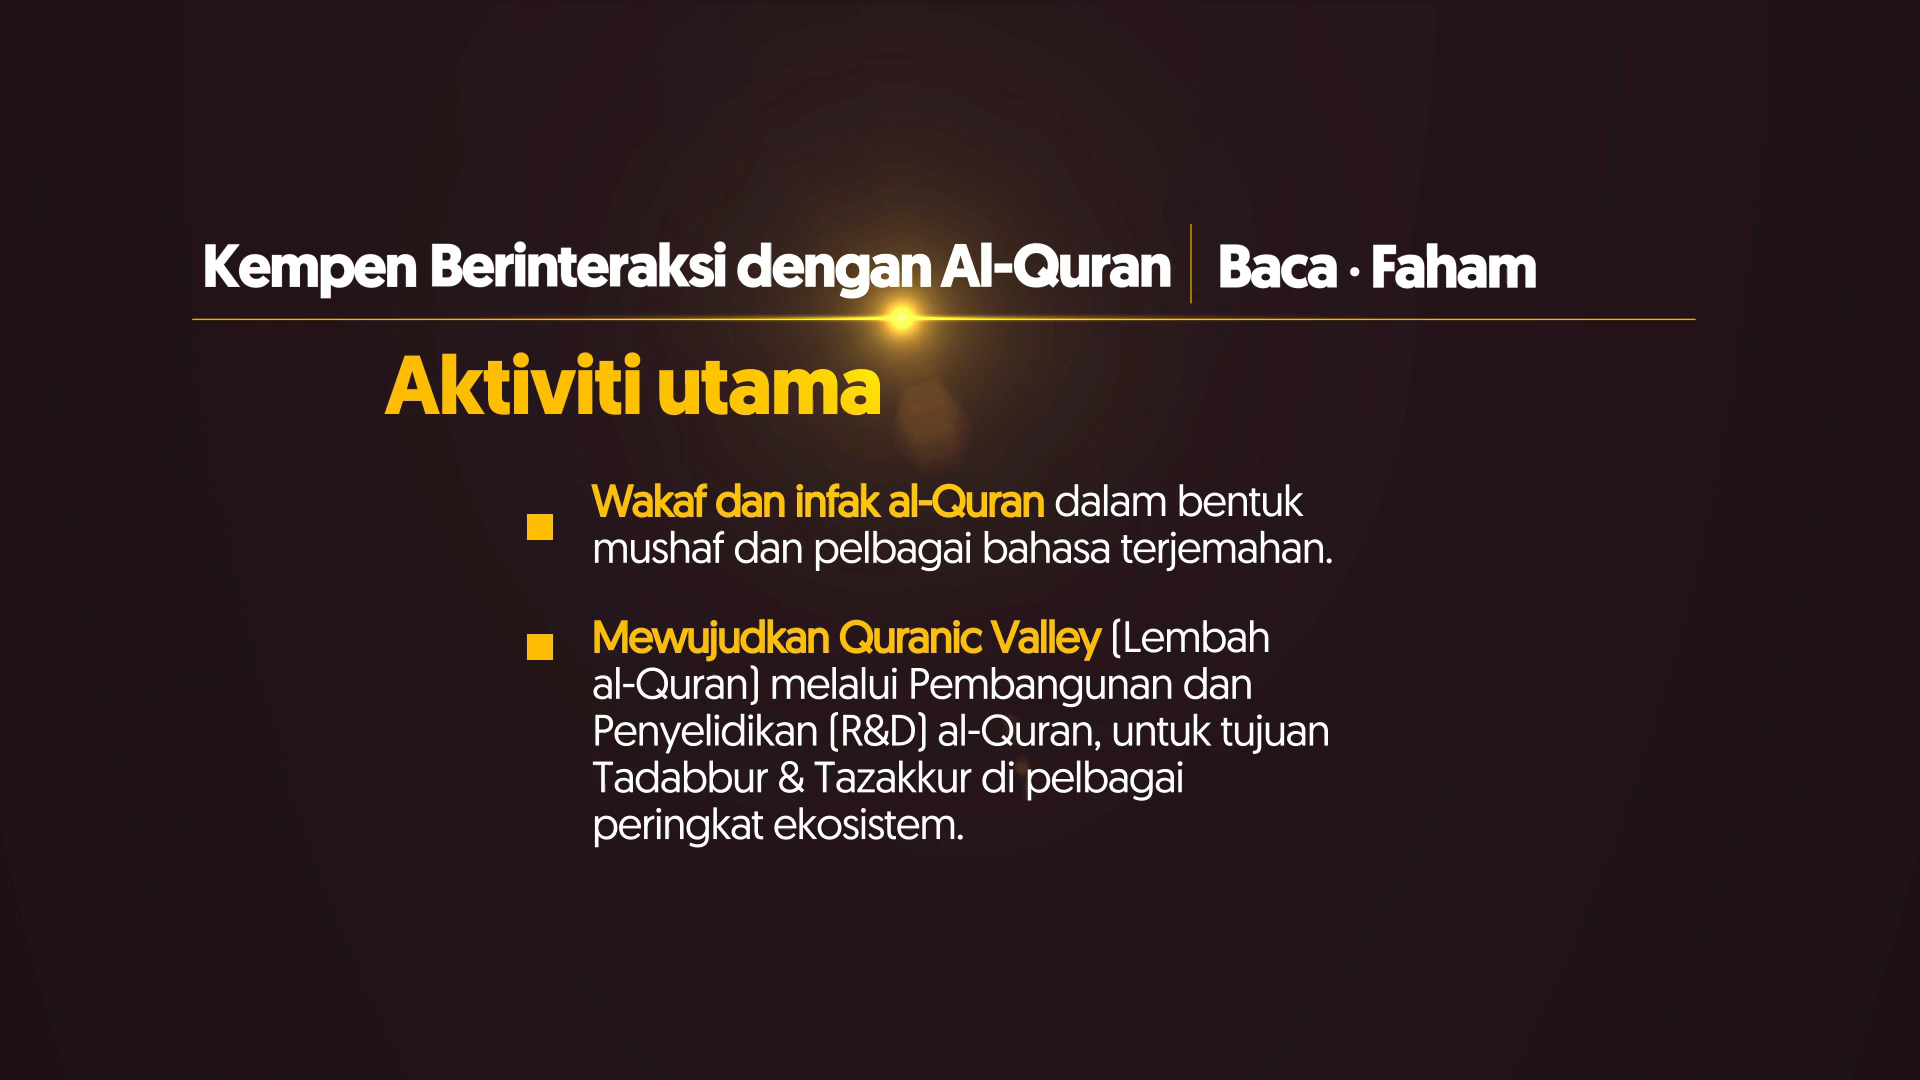 Kempen Berinteraksi dengan Al-Quran Baca · Faham
Aktiviti utama
Wakaf dan infak al-Quran dalam bentuk
mushaf dan pelbagai bahasa terjemahan.
Mewujudkan Quranic Valley (Lembah
al-Quran) melalui Pembangunan dan
Penyelidikan (R&D) al-Quran, untuk tujuan
Tadabbur & Tazakkur di pelbagai
peringkat ekosistem.